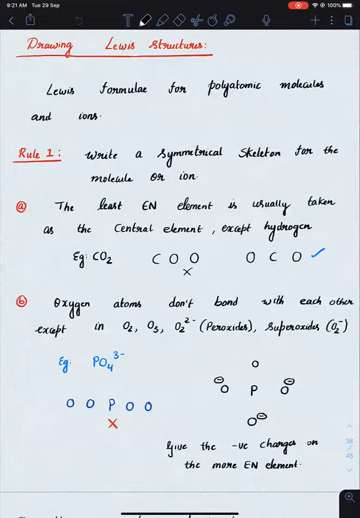 9:21 AM Tue 29 Sep
Drawing Lewis Structures:
Lewis formulae for polyatomic molecules
and ions.
Rule 1: Write a symmetrical skeleton for the
molecule or ion.
(a) The least EN element is usually taken
as the central element, except hydrogen
Eg: CO2 C O O O C O ✓
×
(b) Oxygen atoms don't bond with each other
except in O2, O3, O2^2- (Peroxides), Superoxides (O2^-)
Eg: PO4^3-
O
⊖O P O⊖
O O P O O
O⊖
×
Give the -ve charges on
the more EN element.
38
45